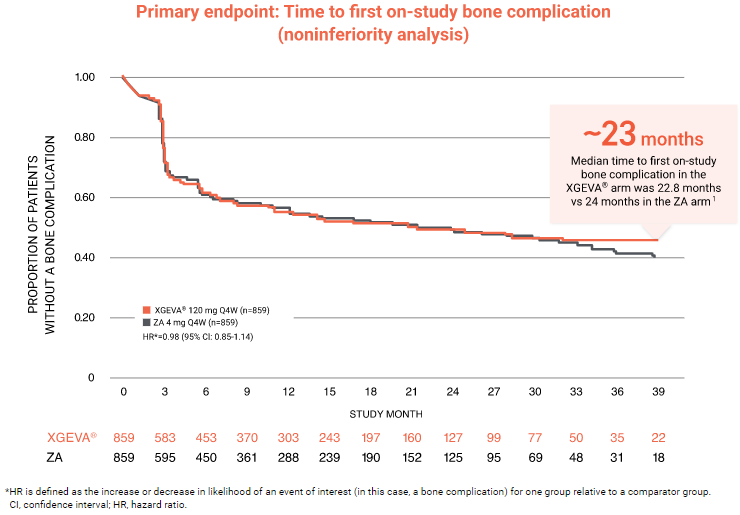 Primary endpoint: Time to first on-study bone complication
(noninferiority analysis)
PROPORTION OF PATIENTS
WITHOUT A BONE COMPLICATION
1.00
0.80
0.60
0.40
0.20
0
~23 months
Median time to first on-study
bone complication in the
XGEVA® arm was 22.8 months
vs 24 months in the ZA arm¹
XGEVA® 120 mg Q4W (n=859)
ZA 4 mg Q4W (n=859)
HR*=0.98 (95% CI: 0.85-1.14)
0 3 6 9 12 15 18 21 24 27 30 33 36 39
STUDY MONTH
XGEVA® 859 583 453 370 303 243 197 160 127 99 77 50 35 22
ZA 859 595 450 361 288 239 190 152 125 95 69 48 31 18
*HR is defined as the increase or decrease in likelihood of an event of interest (in this case, a bone complication) for one group relative to a comparator group.
CI, confidence interval; HR, hazard ratio.